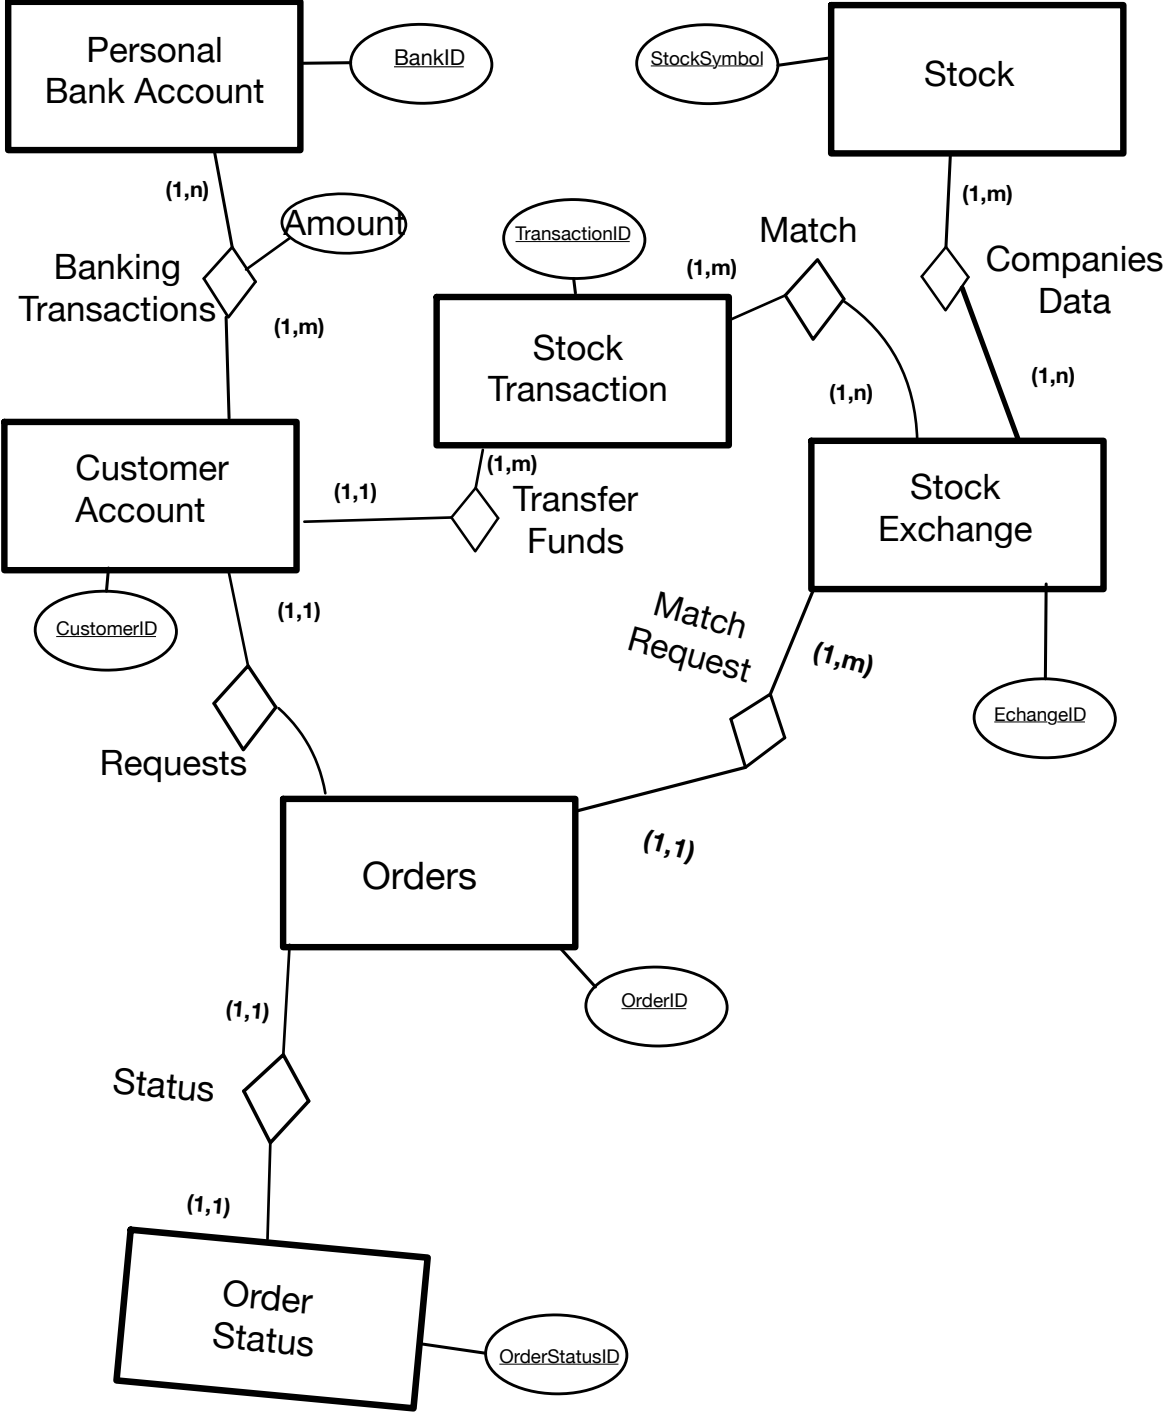 Personal
Bank Account
BankID
StockSymbol
Stock
(1,n)
(1,m)
Amount
TransactionID
Match
Banking
Transactions
(1,m)
Companies
Data
(1,m)
Stock
Transaction
(1,n)
(1,n)
Customer
Account
(1,m)
(1,1)
Transfer
Funds
Stock
Exchange
CustomerID
(1,1)
Match
Request
(1,m)
EchangeID
Requests
(1,1)
Orders
OrderID
(1,1)
Status
(1,1)
Order
Status
OrderStatusID